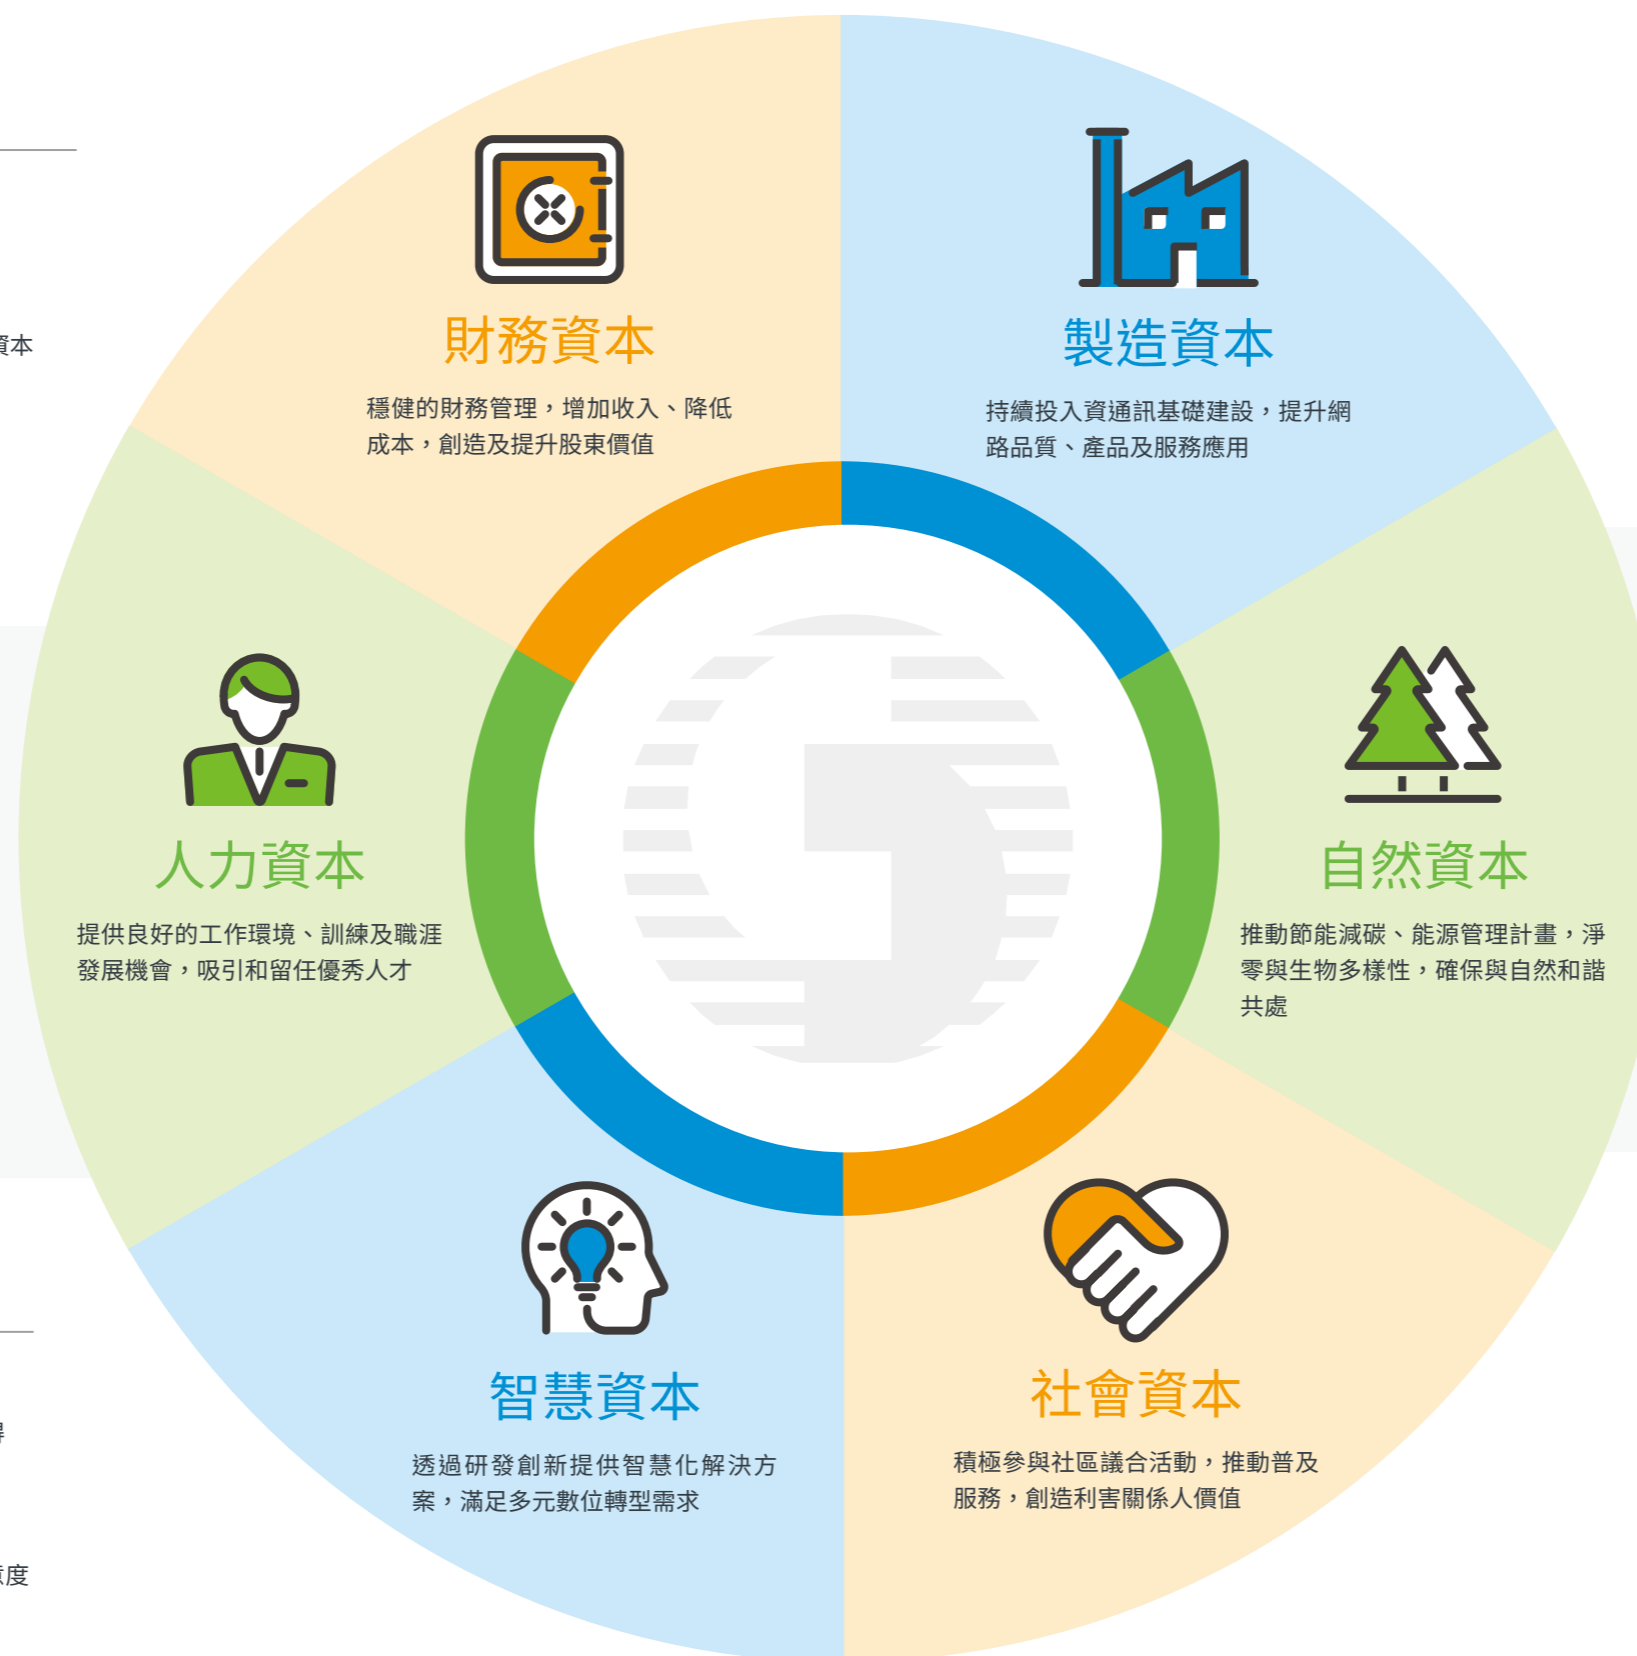 財務資本
穩健的財務管理，增加收入、降低
成本，創造及提升股東價值
製造資本
持續投入資通訊基礎建設，提升網
路品質、產品及服務應用
資本
人力資本
提供良好的工作環境、訓練及職涯
發展機會，吸引和留任優秀人才
自然資本
推動節能減碳、能源管理計畫，淨
零與生物多樣性，確保與自然和諧
共處
智慧資本
透過研發創新提供智慧化解決方
案，滿足多元數位轉型需求
社會資本
積極參與社區議合活動，推動普及
服務，創造利害關係人價值
度